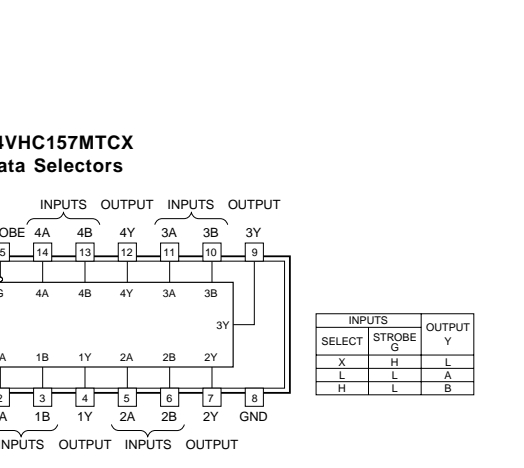 4VHC157MTCX
ata Selectors
INPUTS OUTPUT INPUTS OUTPUT
OBE 4A 4B 4Y 3A 3B 3Y
5 14 13 12 11 10 9
G 4A 4B 4Y 3A 3B
3Y
A 1B 1Y 2A 2B 2Y
2 3 4 5 6 7 8
A 1B 1Y 2A 2B 2Y GND
INPUTS OUTPUT INPUTS OUTPUT
INPUTS OUTPUT
SELECT STROBE Y
G
X H L
L L A
H L B